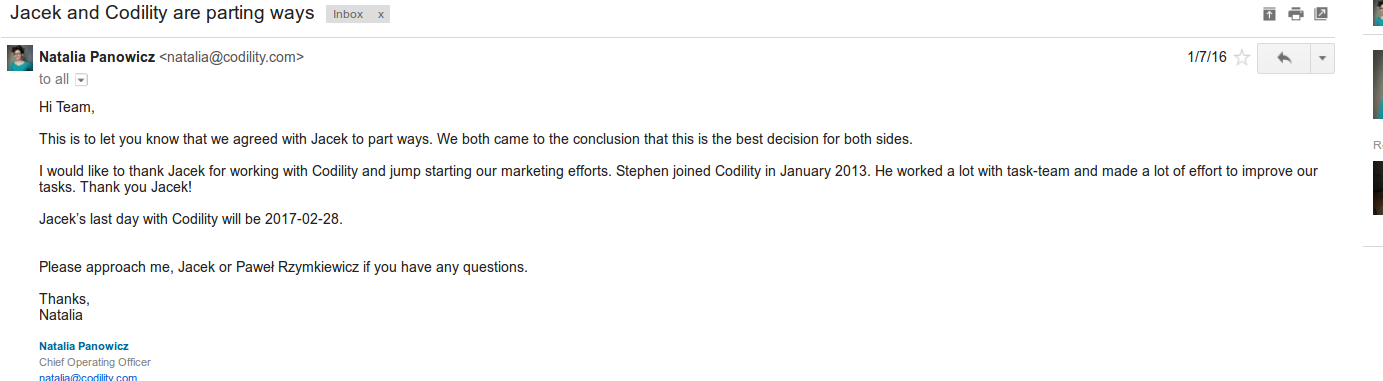 Jacek and Codility are parting ways Inbox x
Natalia Panowicz <natalia@codility.com> 1/7/16
to all
Hi Team,
This is to let you know that we agreed with Jacek to part ways. We both came to the conclusion that this is the best decision for both sides.
I would like to thank Jacek for working with Codility and jump starting our marketing efforts. Stephen joined Codility in January 2013. He worked a lot with task-team and made a lot of effort to improve our
tasks. Thank you Jacek!
Jacek’s last day with Codility will be 2017-02-28.
Please approach me, Jacek or Paweł Rzymkiewicz if you have any questions.
Thanks,
Natalia
Natalia Panowicz
Chief Operating Officer
natalia@codility.com